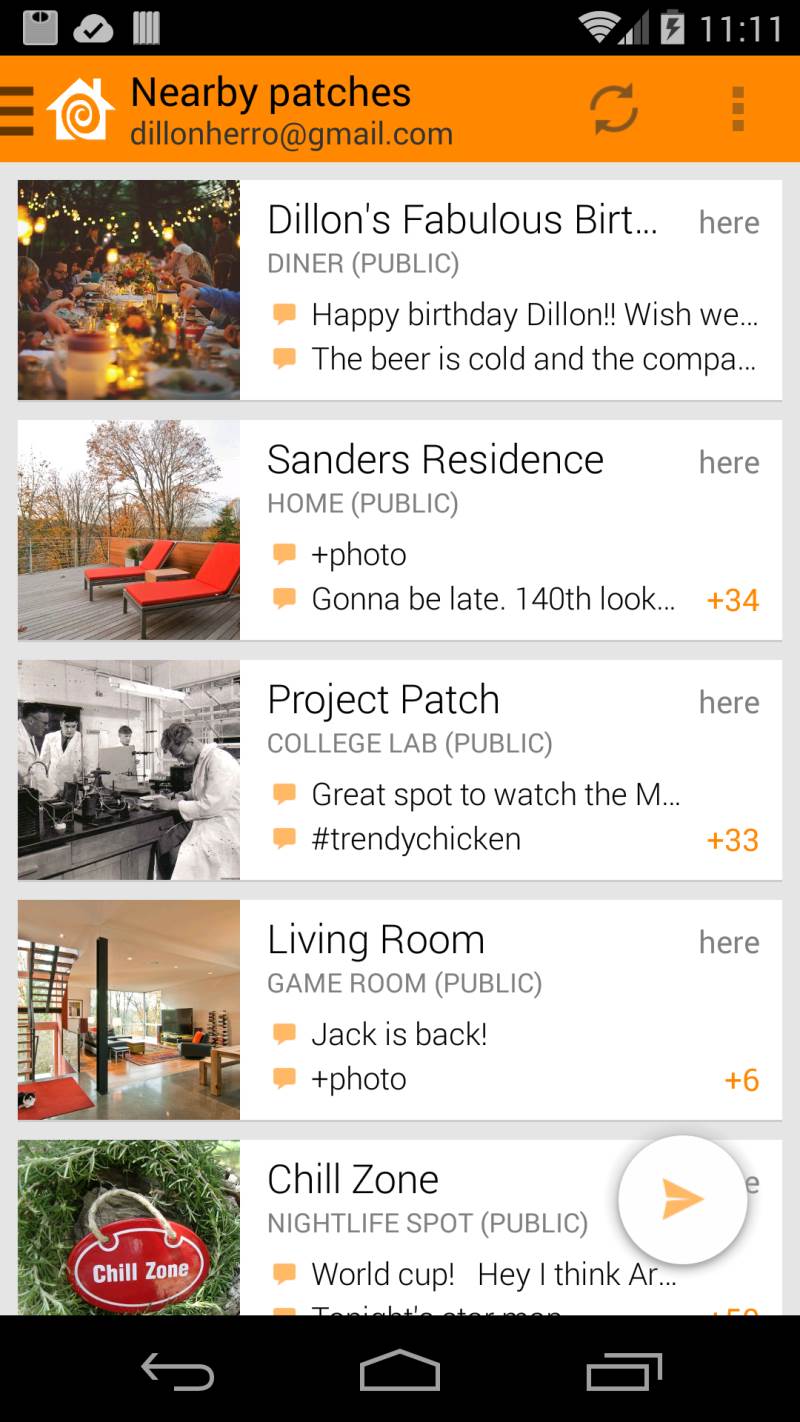 11:11
Nearby patches
dillonherro@gmail.com
Dillon's Fabulous Birt... here
DINER (PUBLIC)
Happy birthday Dillon!! Wish we...
The beer is cold and the compa...
Sanders Residence here
HOME (PUBLIC)
+photo
Gonna be late. 140th look... +34
Project Patch here
COLLEGE LAB (PUBLIC)
Great spot to watch the M...
#trendychicken +33
Living Room here
GAME ROOM (PUBLIC)
Jack is back!
+photo +6
Chill Zone
NIGHTLIFE SPOT (PUBLIC)
Chill Zone
World cup! Hey I think Ar...
Tonight's star man